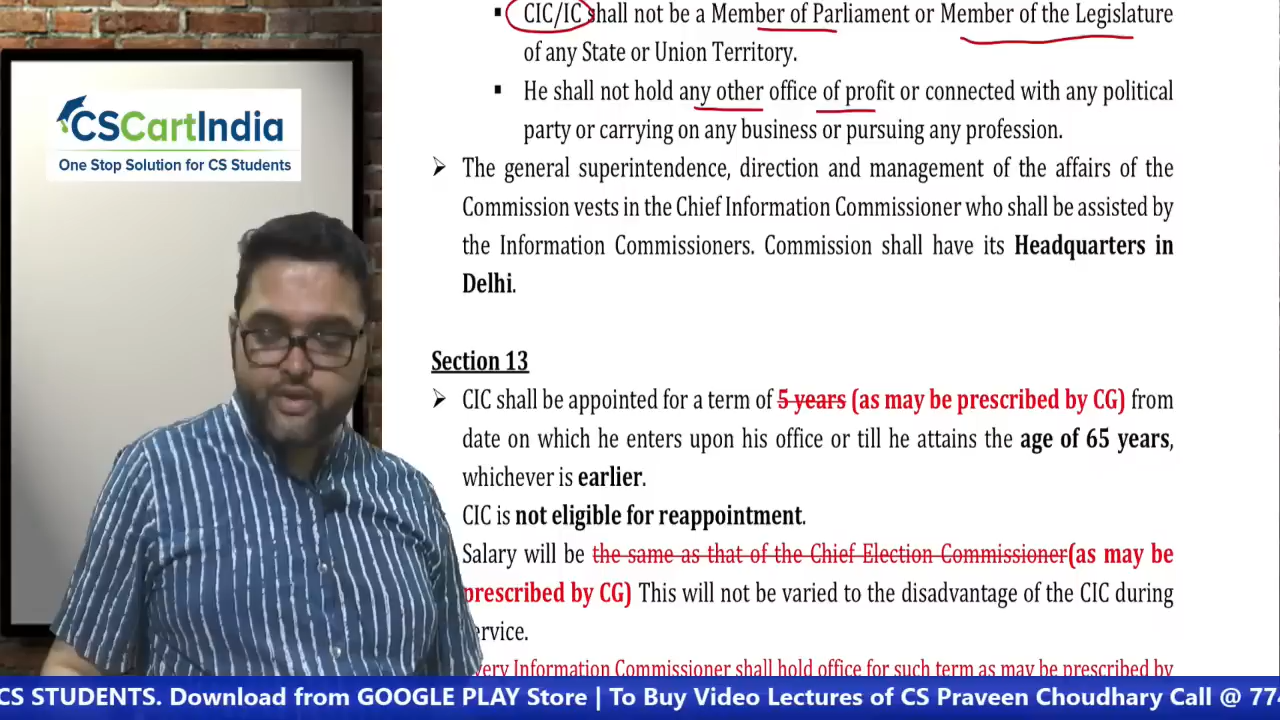 CSCartIndia
One Stop Solution for CS Students
▪ CIC/IC shall not be a Member of Parliament or Member of the Legislature
of any State or Union Territory.
▪ He shall not hold any other office of profit or connected with any political
party or carrying on any business or pursuing any profession.
➢ The general superintendence, direction and management of the affairs of the
Commission vests in the Chief Information Commissioner who shall be assisted by
the Information Commissioners. Commission shall have its Headquarters in
Delhi.
Section 13
➢ CIC shall be appointed for a term of 5 years (as may be prescribed by CG) from
date on which he enters upon his office or till he attains the age of 65 years,
whichever is earlier.
CIC is not eligible for reappointment.
Salary will be the same as that of the Chief Election Commissioner(as may be
prescribed by CG) This will not be varied to the disadvantage of the CIC during
ervice.
very Information Commissioner shall hold office for such term as may be prescribed by
CS STUDENTS. Download from GOOGLE PLAY Store | To Buy Video Lectures of CS Praveen Choudhary Call @ 77